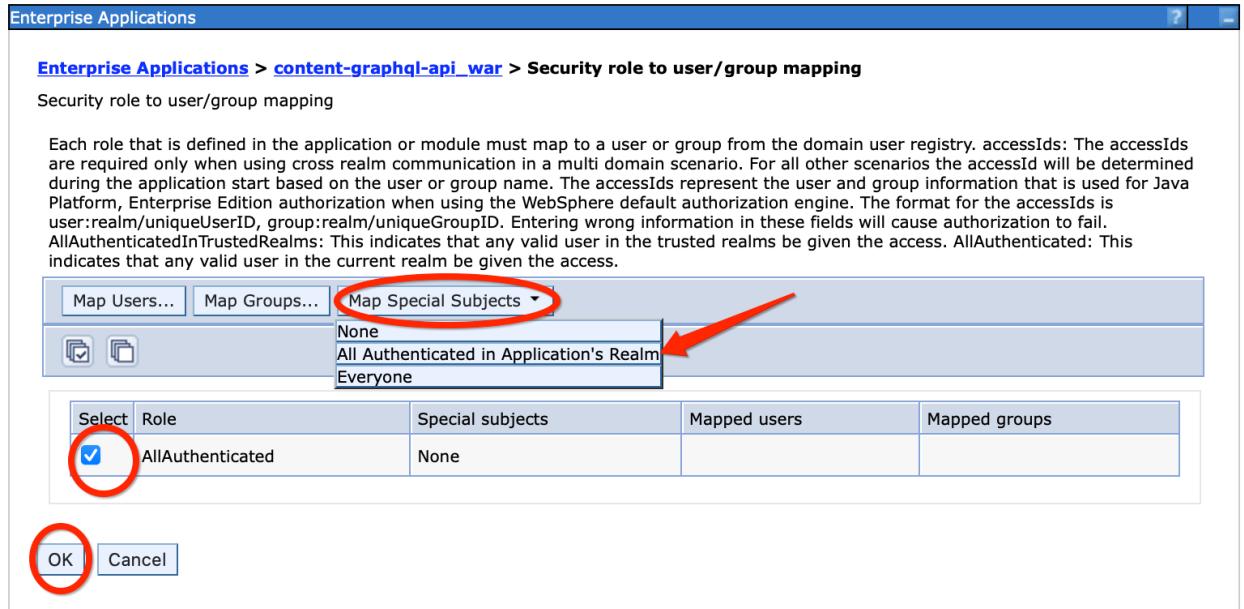 Enterprise Applications ? –
Enterprise Applications > content-graphql-api_war > Security role to user/group mapping
Security role to user/group mapping
Each role that is defined in the application or module must map to a user or group from the domain user registry. accessIds: The accessIds
are required only when using cross realm communication in a multi domain scenario. For all other scenarios the accessId will be determined
during the application start based on the user or group name. The accessIds represent the user and group information that is used for Java
Platform, Enterprise Edition authorization when using the WebSphere default authorization engine. The format for the accessIds is
user:realm/uniqueUserID, group:realm/uniqueGroupID. Entering wrong information in these fields will cause authorization to fail.
AllAuthenticatedInTrustedRealms: This indicates that any valid user in the trusted realms be given the access. AllAuthenticated: This
indicates that any valid user in the current realm be given the access.
Map Users... Map Groups... Map Special Subjects
None
All Authenticated in Application's Realm
Everyone
Select Role Special subjects Mapped users Mapped groups
AllAuthenticated None
OK Cancel